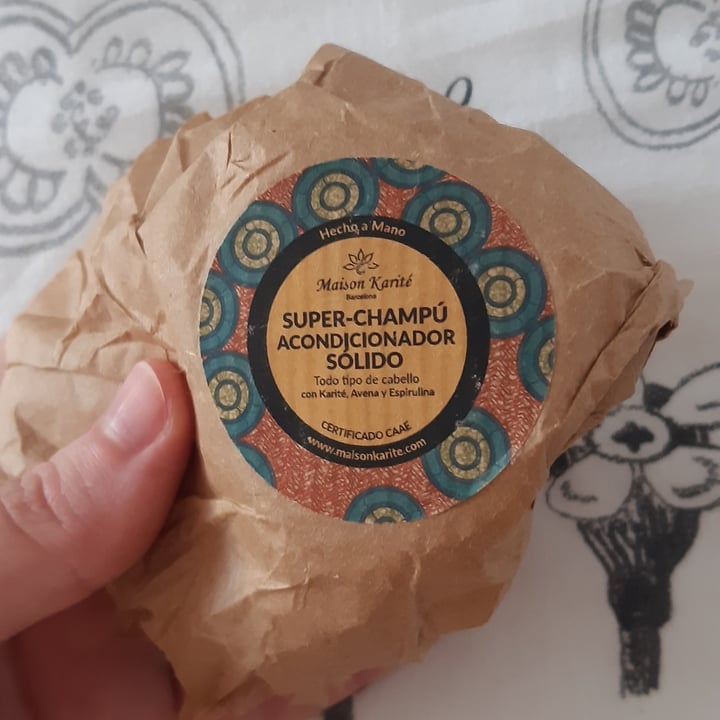 Hecho a Mano
Maison Karité
Barcelona
SUPER-CHAMPÚ
ACONDICIONADOR
SÓLIDO
Todo tipo de cabello
con Karité, Avena y Espirulina
CERTIFICADO CAAE
www.maisonkarite.com